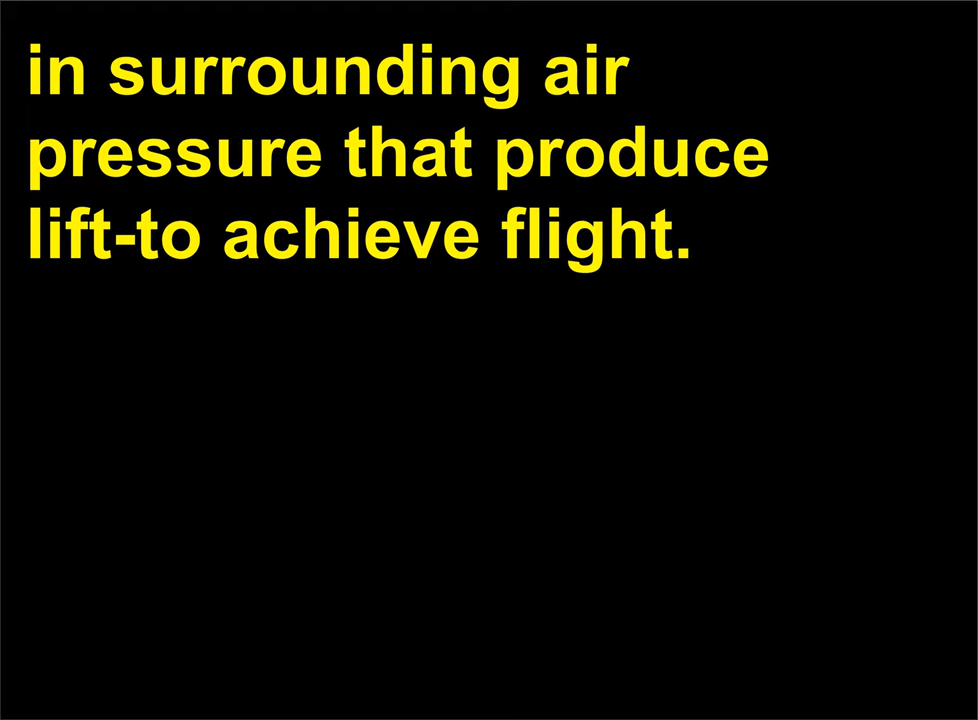 in surrounding air
pressure that produce
lift-to achieve flight.